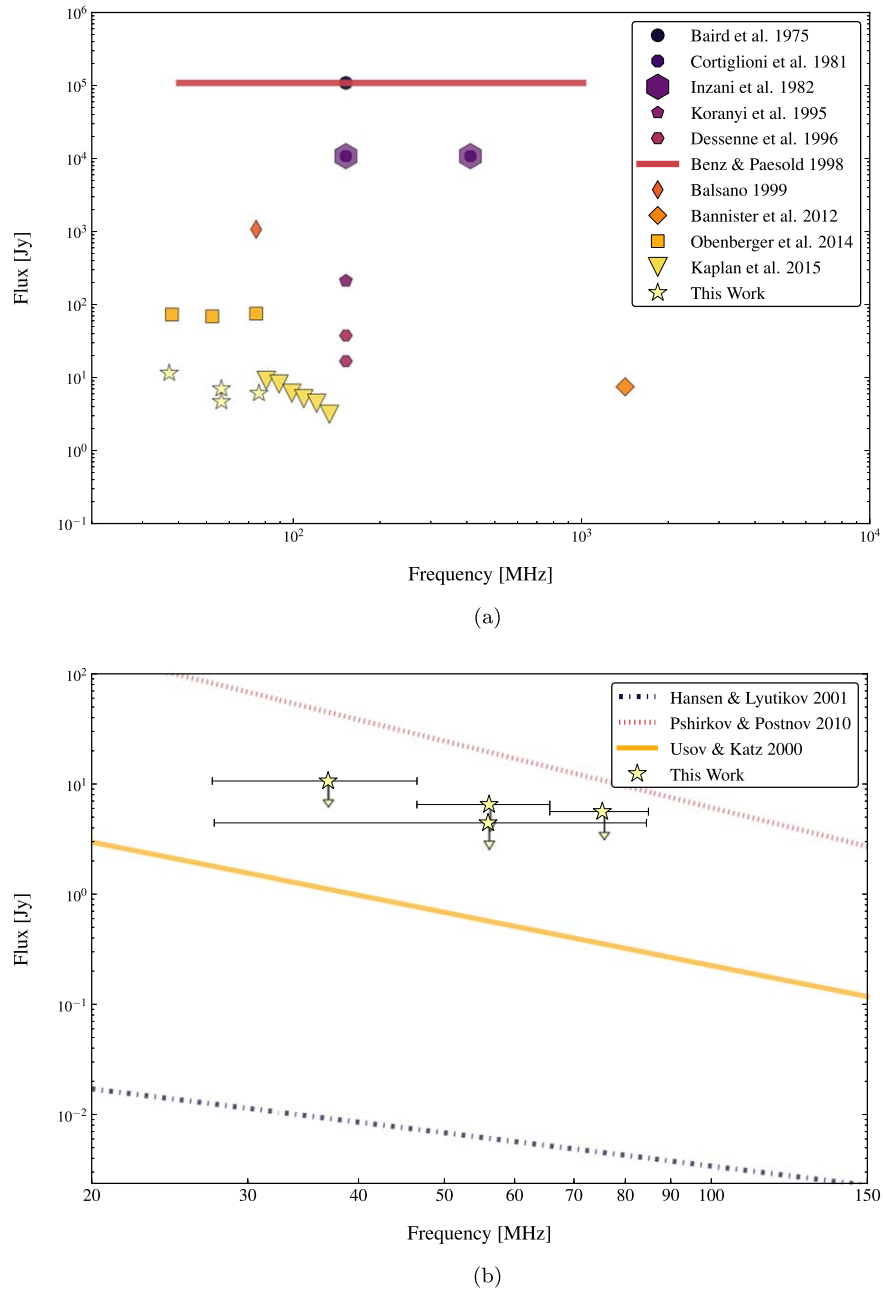 10^6
10^5
10^4
10^3
10^2
10^1
10^0
10^-1
Flux [Jy]
Baird et al. 1975
Cortiglioni et al. 1981
Inzani et al. 1982
Koranyi et al. 1995
Dessenne et al. 1996
Benz & Paesold 1998
Balsano 1999
Bannister et al. 2012
Obenberger et al. 2014
Kaplan et al. 2015
This Work
10^2 10^3 10^4
Frequency [MHz]
(a)
10^2
10^1
10^0
10^-1
10^-2
Flux [Jy]
Hansen & Lyutikov 2001
Pshirkov & Postnov 2010
Usov & Katz 2000
This Work
20 30 40 50 60 70 80 90 100 150
Frequency [MHz]
(b)